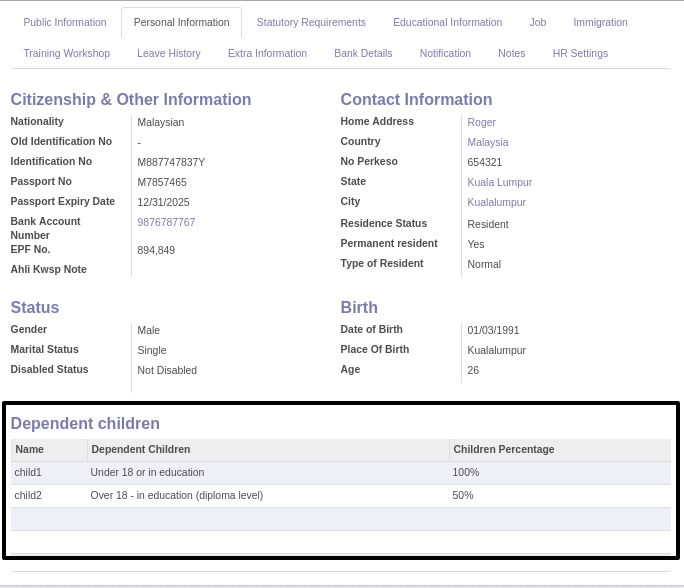 Public Information Personal Information Statutory Requirements Educational Information Job Immigration
Training Workshop Leave History Extra Information Bank Details Notification Notes HR Settings
Citizenship & Other Information
Nationality Malaysian
Old Identification No -
Identification No M887747837Y
Passport No M7857465
Passport Expiry Date 12/31/2025
Bank Account Number 9876787767
EPF No. 894,849
Ahli Kwsp Note
Contact Information
Home Address Roger
Country Malaysia
No Perkeso 654321
State Kuala Lumpur
City Kualalumpur
Residence Status Resident
Permanent resident Yes
Type of Resident Normal
Status
Gender Male
Marital Status Single
Disabled Status Not Disabled
Birth
Date of Birth 01/03/1991
Place Of Birth Kualalumpur
Age 26
Dependent children
Name Dependent Children Children Percentage
child1 Under 18 or in education 100%
child2 Over 18 - in education (diploma level) 50%